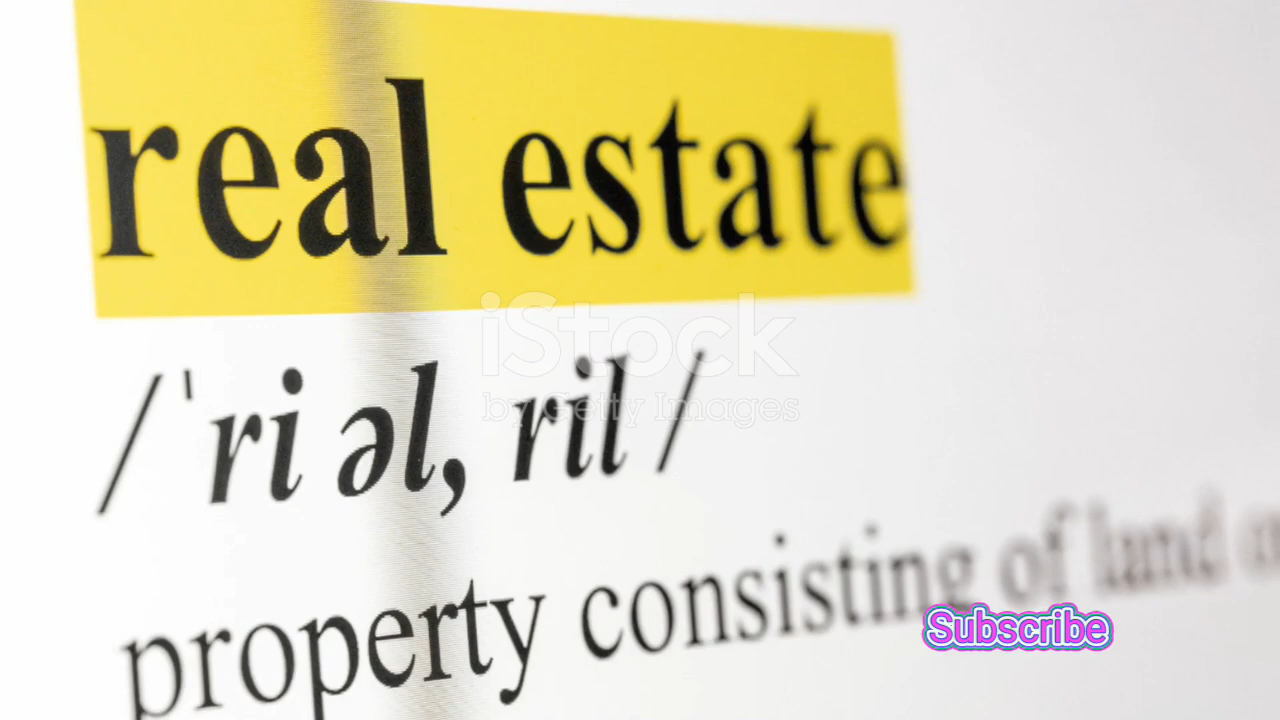 real estate
/ˈri əl, ril/
iStock
by Getty Images
property consisting of land
Subscribe